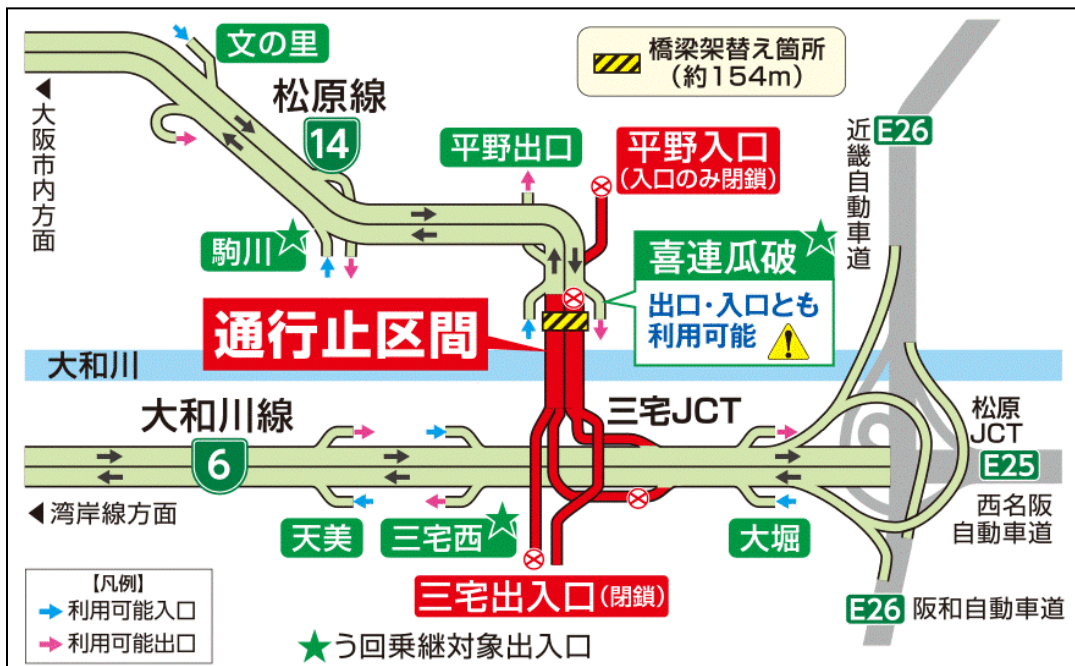 文の里
橋梁架替え箇所
(約154m)
◀大阪市内方面
松原線
14
平野出口
平野入口
(入口のみ閉鎖)
近畿自動車道
E26
駒川
喜連瓜破
出口・入口とも
利用可能
通行止区間
大和川
大和川線
6
三宅JCT
松原
JCT
E25
西名阪
自動車道
◀湾岸線方面
天美
三宅西
大堀
三宅出入口(閉鎖)
E26 阪和自動車道
【凡例】
利用可能入口
利用可能出口
★う回乗継対象出入口